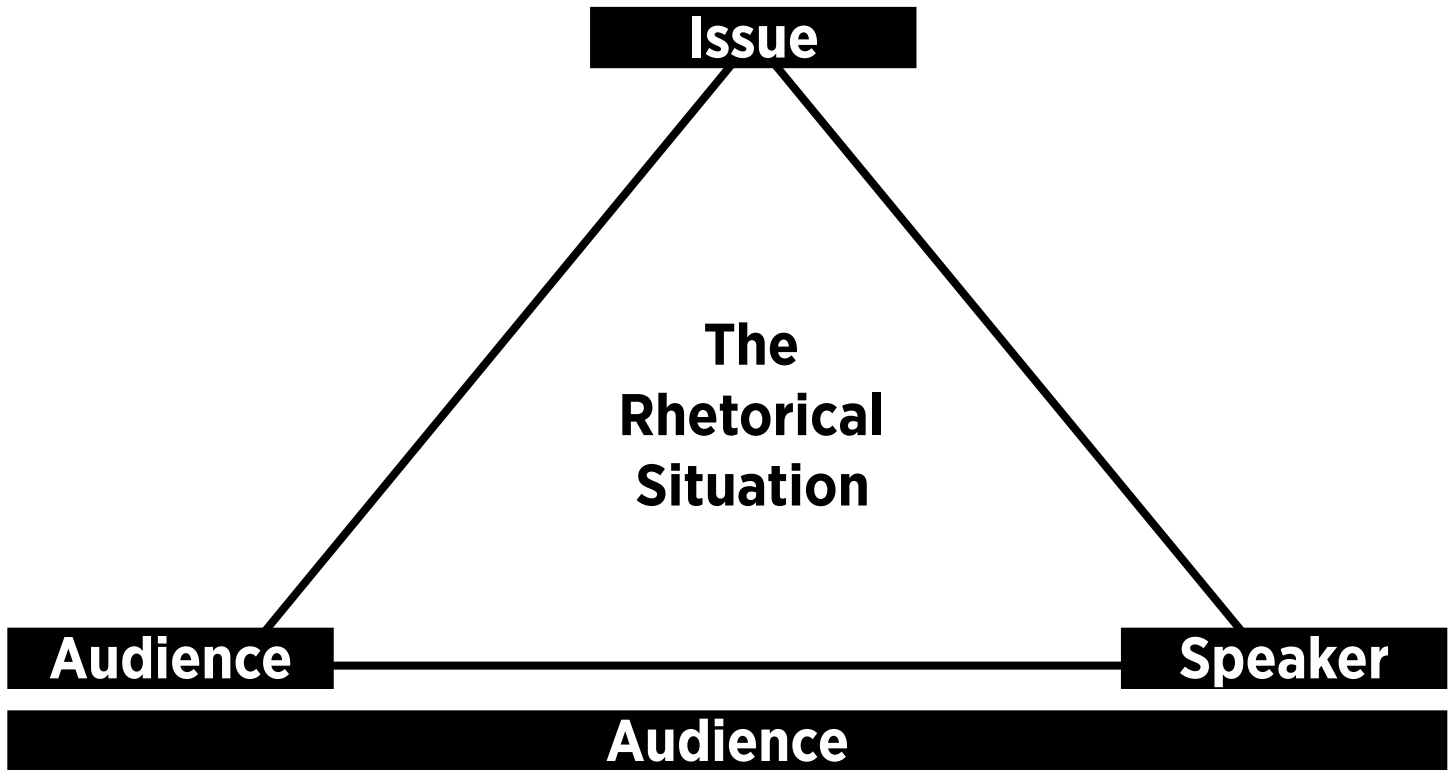 Issue
The
Rhetorical
Situation
Audience
Speaker
Audience